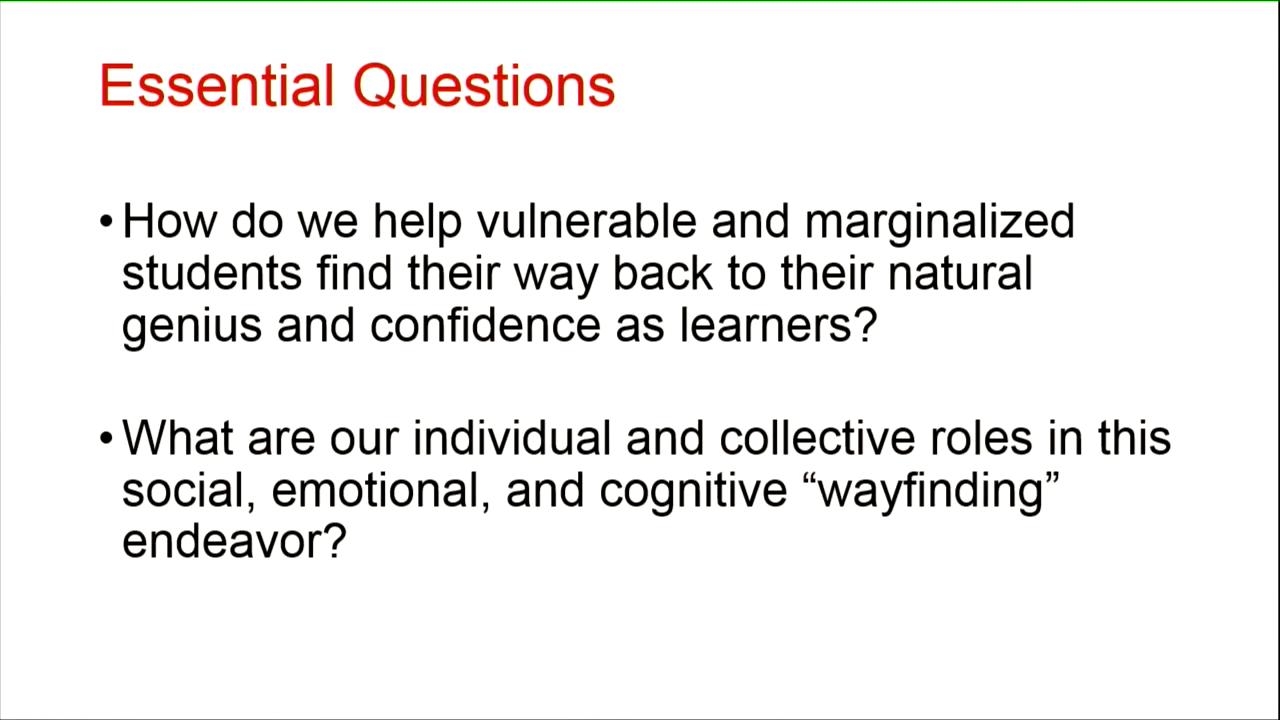 Essential Questions
• How do we help vulnerable and marginalized
students find their way back to their natural
genius and confidence as learners?
• What are our individual and collective roles in this
social, emotional, and cognitive “wayfinding”
endeavor?